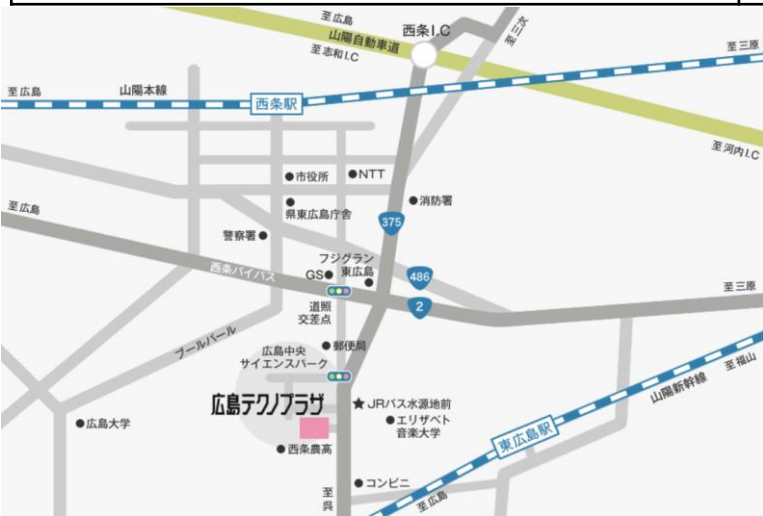 至広島
山陽自動車道
至志和I.C
西条I.C
至三次
至三原
至広島
山陽本線
西条駅
至河内I.C
市役所
NTT
県東広島庁舎
消防署
375
至広島
警察署
西条バイパス
フジグラン
東広島
GS
486
2
至三原
道照
交差点
ブールバール
広島中央
サイエンスパーク
郵便局
広島テクノプラザ
JRバス水源地前
エリザベト
音楽大学
広島大学
西条農高
東広島駅
山陽新幹線
至福山
コンビニ
至呉
至広島